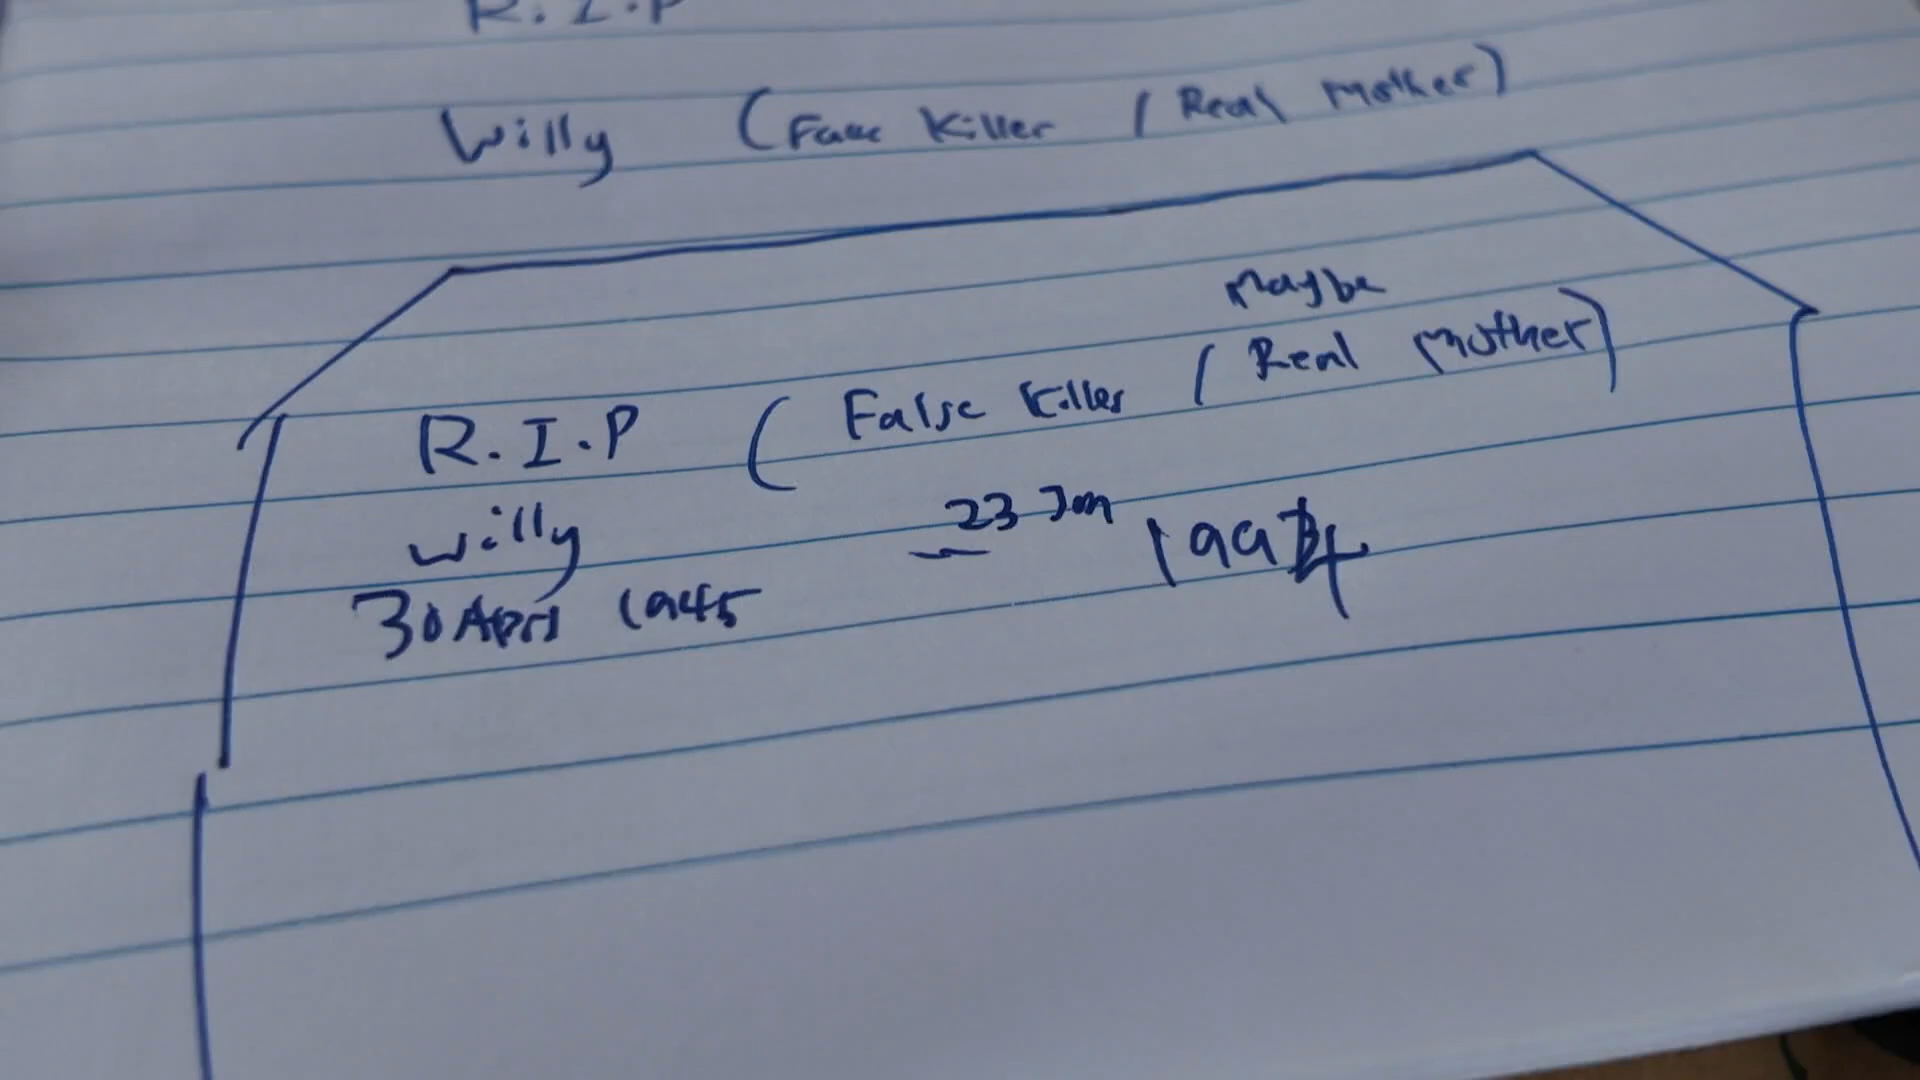 R.I.P
Willy (Fake Killer / Real Mother)
Maybe
R.I.P ( False Killer / Real Mother)
Willy
30 April 1945 - 23 Jan 1994